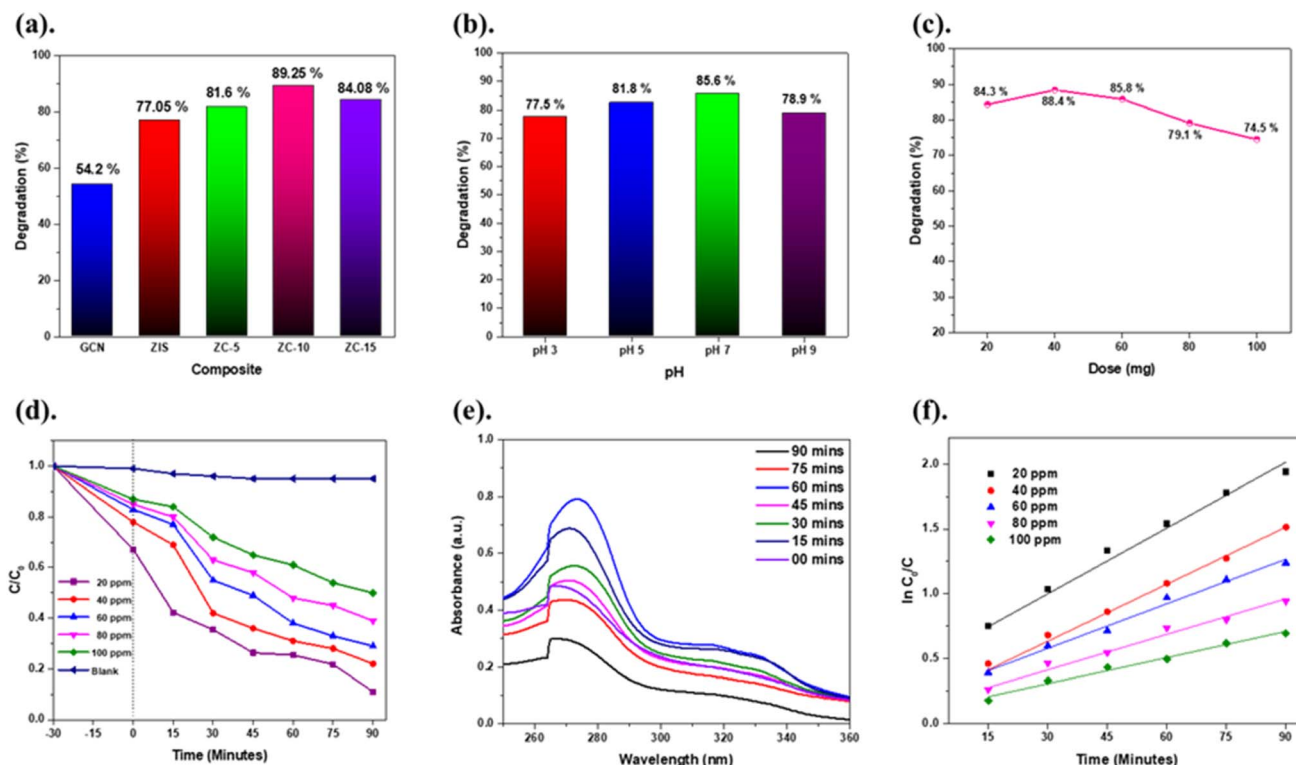 (a).
100
90
80
70
60
50
40
30
20
10
0
Degradation (%)
54.2 %
77.05 %
81.6 %
89.25 %
84.08 %
GCN ZIS ZC-5 ZC-10 ZC-15
Composite
(b).
100
90
80
70
60
50
40
30
20
10
0
Degradation (%)
77.5 %
81.8 %
85.6 %
78.9 %
pH 3 pH 5 pH 7 pH 9
pH
(c).
100
90
80
70
60
50
40
30
20
Degradation (%)
84.3 %
88.4 %
85.8 %
79.1 %
74.5 %
20 40 60 80 100
Dose (mg)
(d).
1.0
0.8
0.6
0.4
0.2
0.0
C/C0
20 ppm
40 ppm
60 ppm
80 ppm
100 ppm
Blank
-30 -15 0 15 30 45 60 75 90
Time (Minutes)
(e).
1.0
0.8
0.6
0.4
0.2
0.0
Absorbance (a.u.)
90 mins
75 mins
60 mins
45 mins
30 mins
15 mins
00 mins
260 280 300 320 340 360
Wavelength (nm)
(f).
2.0
1.5
1.0
0.5
0.0
ln C0/C
20 ppm
40 ppm
60 ppm
80 ppm
100 ppm
15 30 45 60 75 90
Time (Minutes)